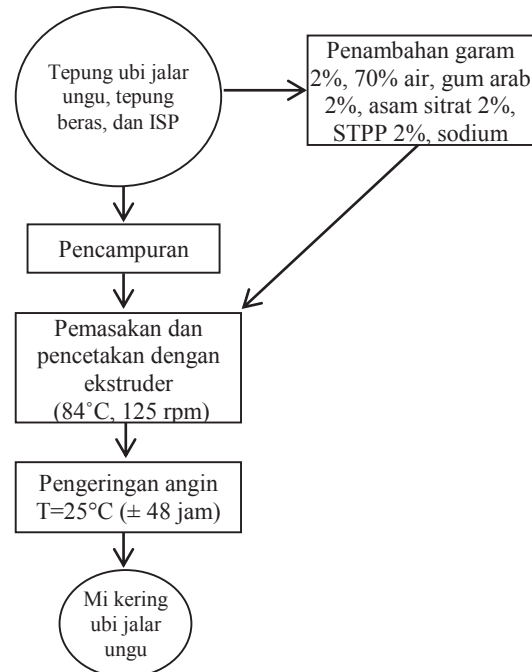 Tepung ubi jalar
ungu, tepung
beras, dan ISP
Penambahan garam
2%, 70% air, gum arab
2%, asam sitrat 2%,
STPP 2%, sodium
Pencampuran
Pemasakan dan
pencetakan dengan
ekstruder
(84˚C, 125 rpm)
Pengeringan angin
T=25°C (± 48 jam)
Mi kering
ubi jalar
ungu